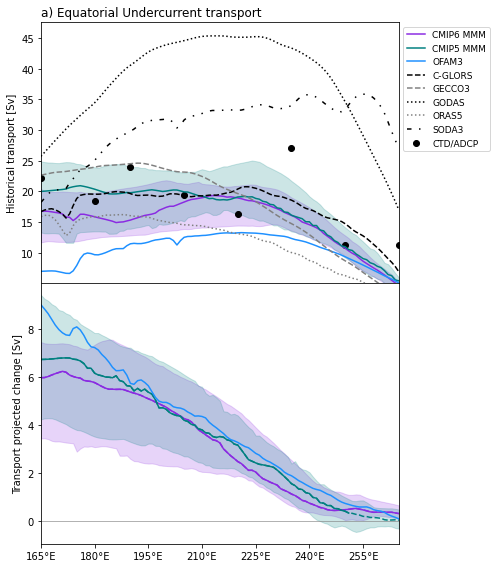 a) Equatorial Undercurrent transport
Historical transport [Sv]
45
40
35
30
25
20
15
10
CMIP6 MMM
CMIP5 MMM
OFAM3
C-GLORS
GECCO3
GODAS
ORAS5
SODA3
CTD/ADCP
Transport projected change [Sv]
8
6
4
2
0
165°E 180°E 195°E 210°E 225°E 240°E 255°E